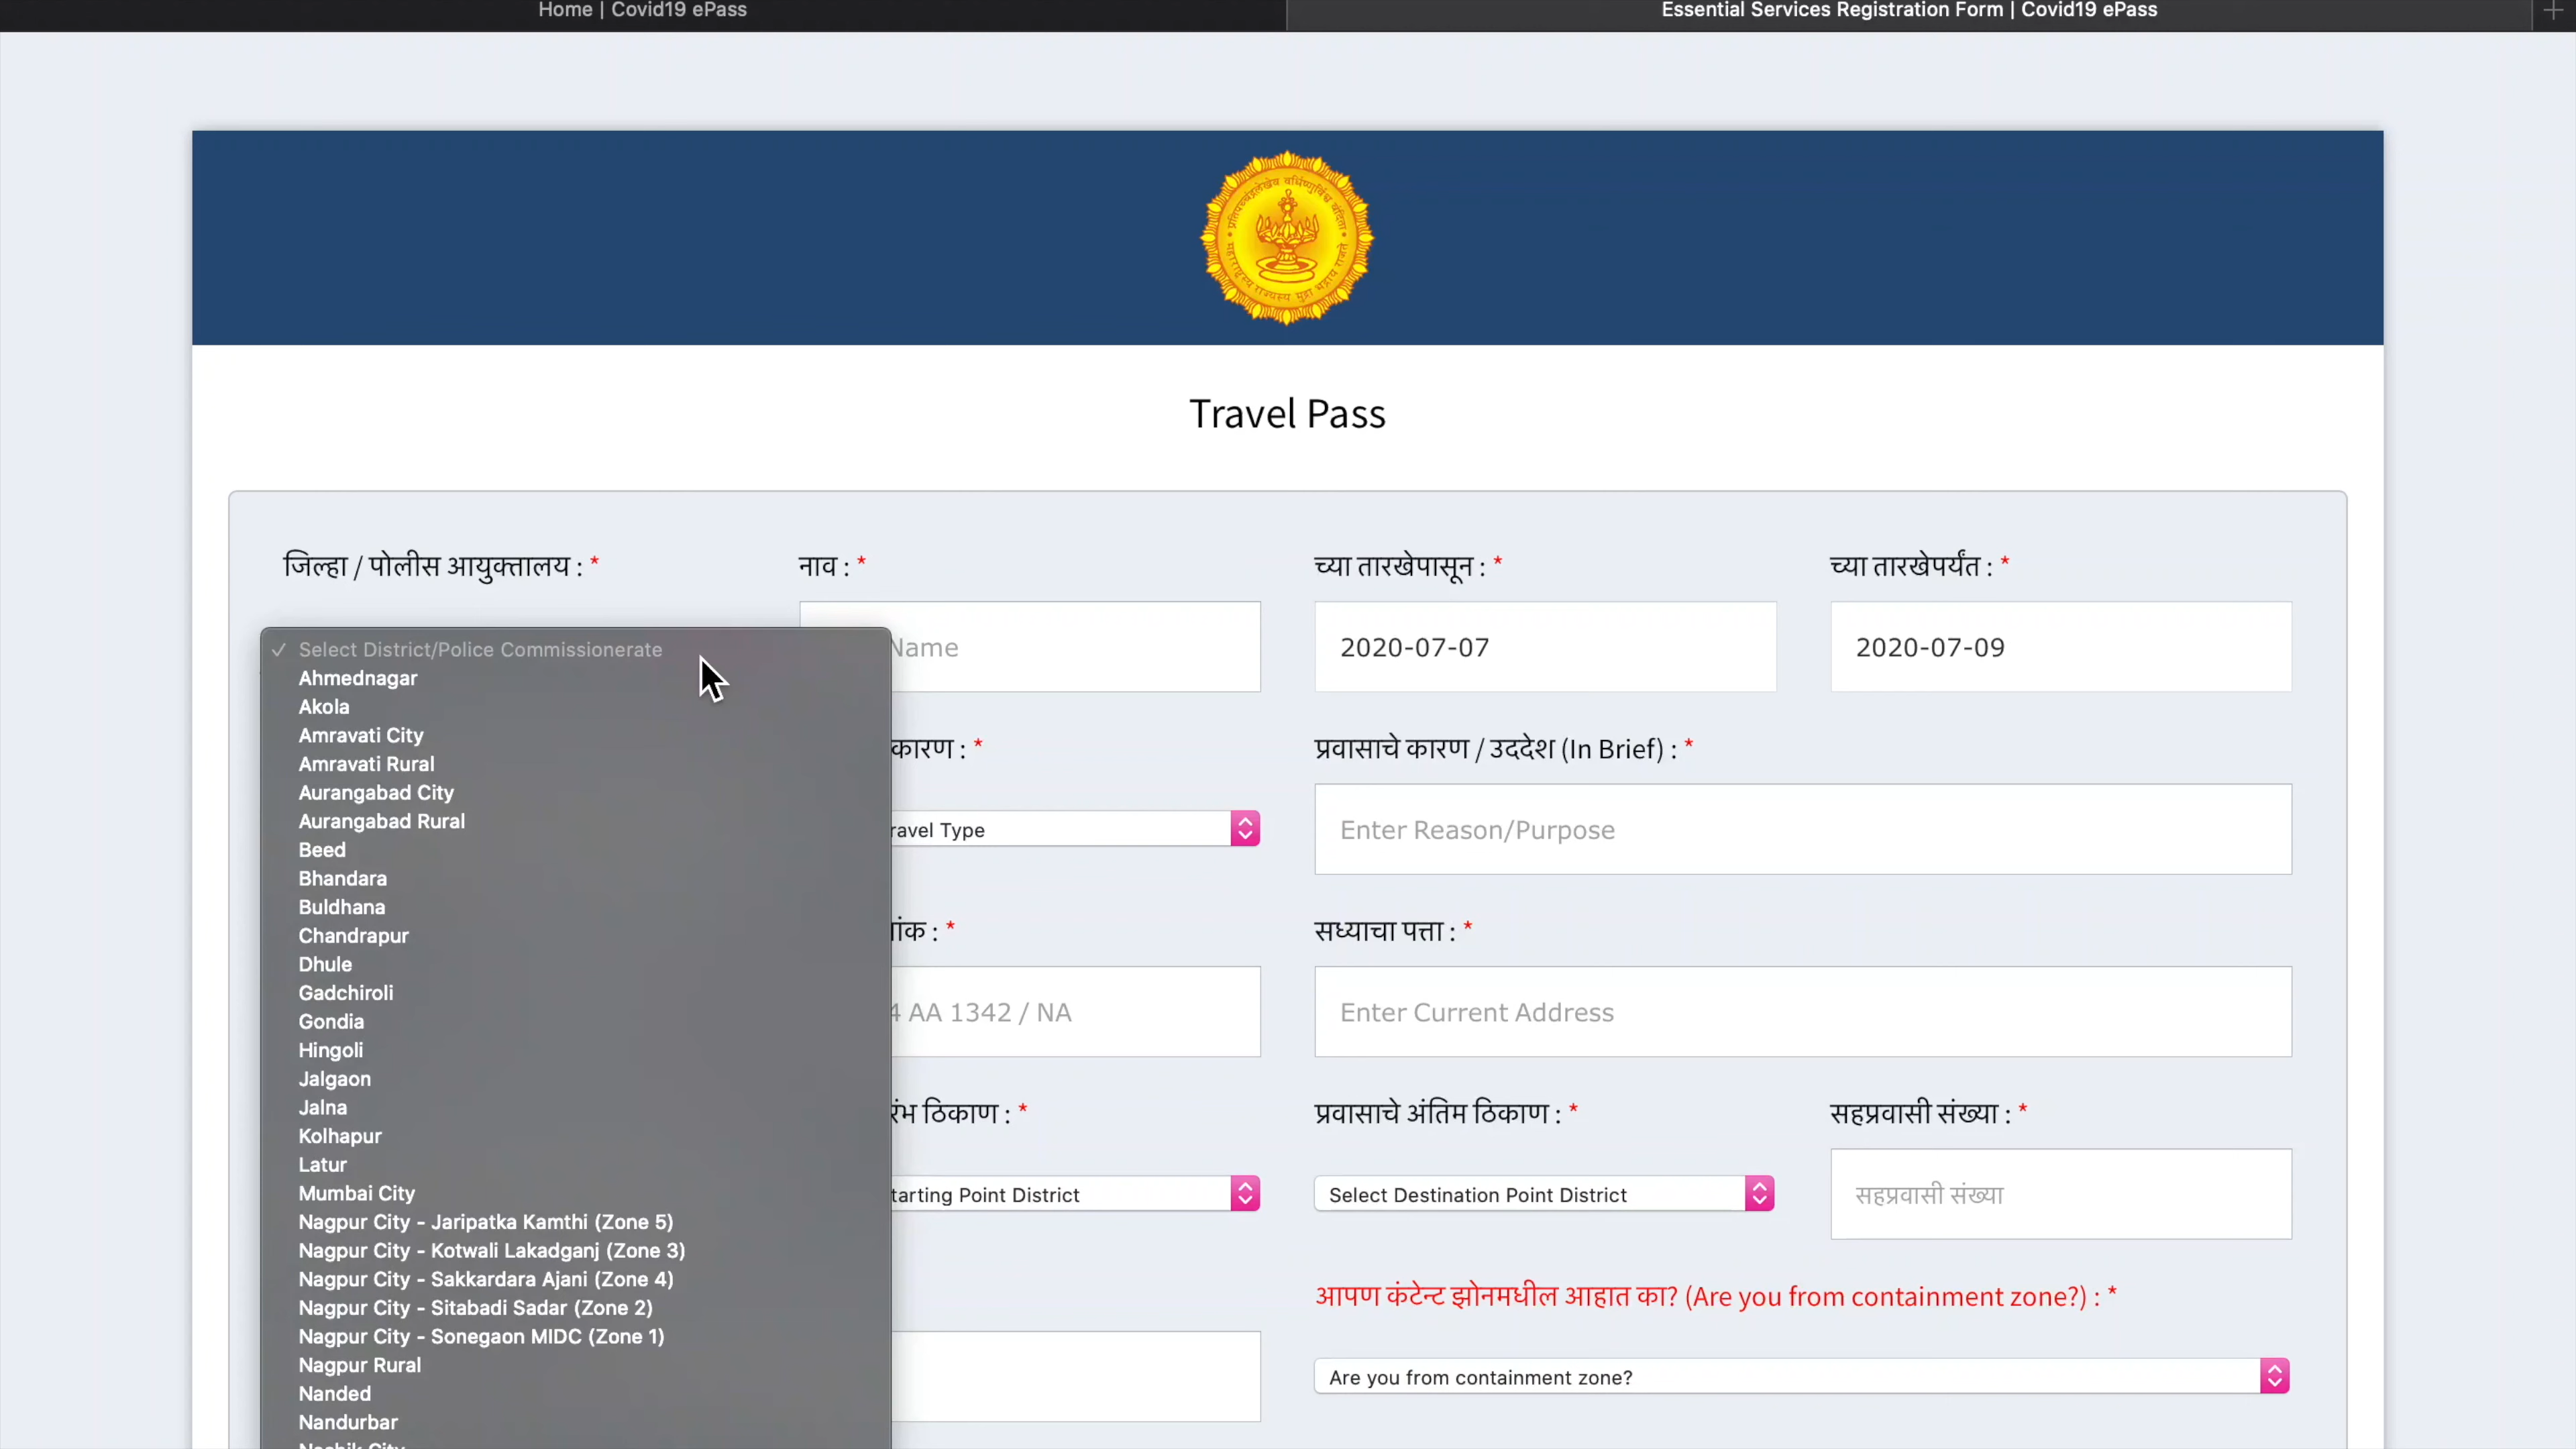 Home | Covid19 ePass
Essential Services Registration Form | Covid19 ePass
Travel Pass
जिल्हा / पोलीस आयुक्तालय : *
नाव : *
च्या तारखेपासून : *
च्या तारखेपर्यंत : *
✓ Select District/Police Commissionerate
Name
2020-07-07
2020-07-09
Ahmednagar
Akola
Amravati City
Amravati Rural
Aurangabad City
Aurangabad Rural
Beed
Bhandara
Buldhana
Chandrapur
Dhule
Gadchiroli
Gondia
Hingoli
Jalgaon
Jalna
Kolhapur
Latur
Mumbai City
Nagpur City - Jaripatka Kamthi (Zone 5)
Nagpur City - Kotwali Lakadganj (Zone 3)
Nagpur City - Sakkardara Ajani (Zone 4)
Nagpur City - Sitabadi Sadar (Zone 2)
Nagpur City - Sonegaon MIDC (Zone 1)
Nagpur Rural
Nanded
Nandurbar
कारण : *
प्रवासाचे कारण / उददेश (In Brief) : *
ravel Type
Enter Reason/Purpose
ांक : *
सध्याचा पत्ता : *
4 AA 1342 / NA
Enter Current Address
रंभ ठिकाण : *
प्रवासाचे अंतिम ठिकाण : *
सहप्रवासी संख्या : *
tarting Point District
Select Destination Point District
सहप्रवासी संख्या
आपण कंटेन्ट झोनमधील आहात का? (Are you from containment zone?) : *
Are you from containment zone?